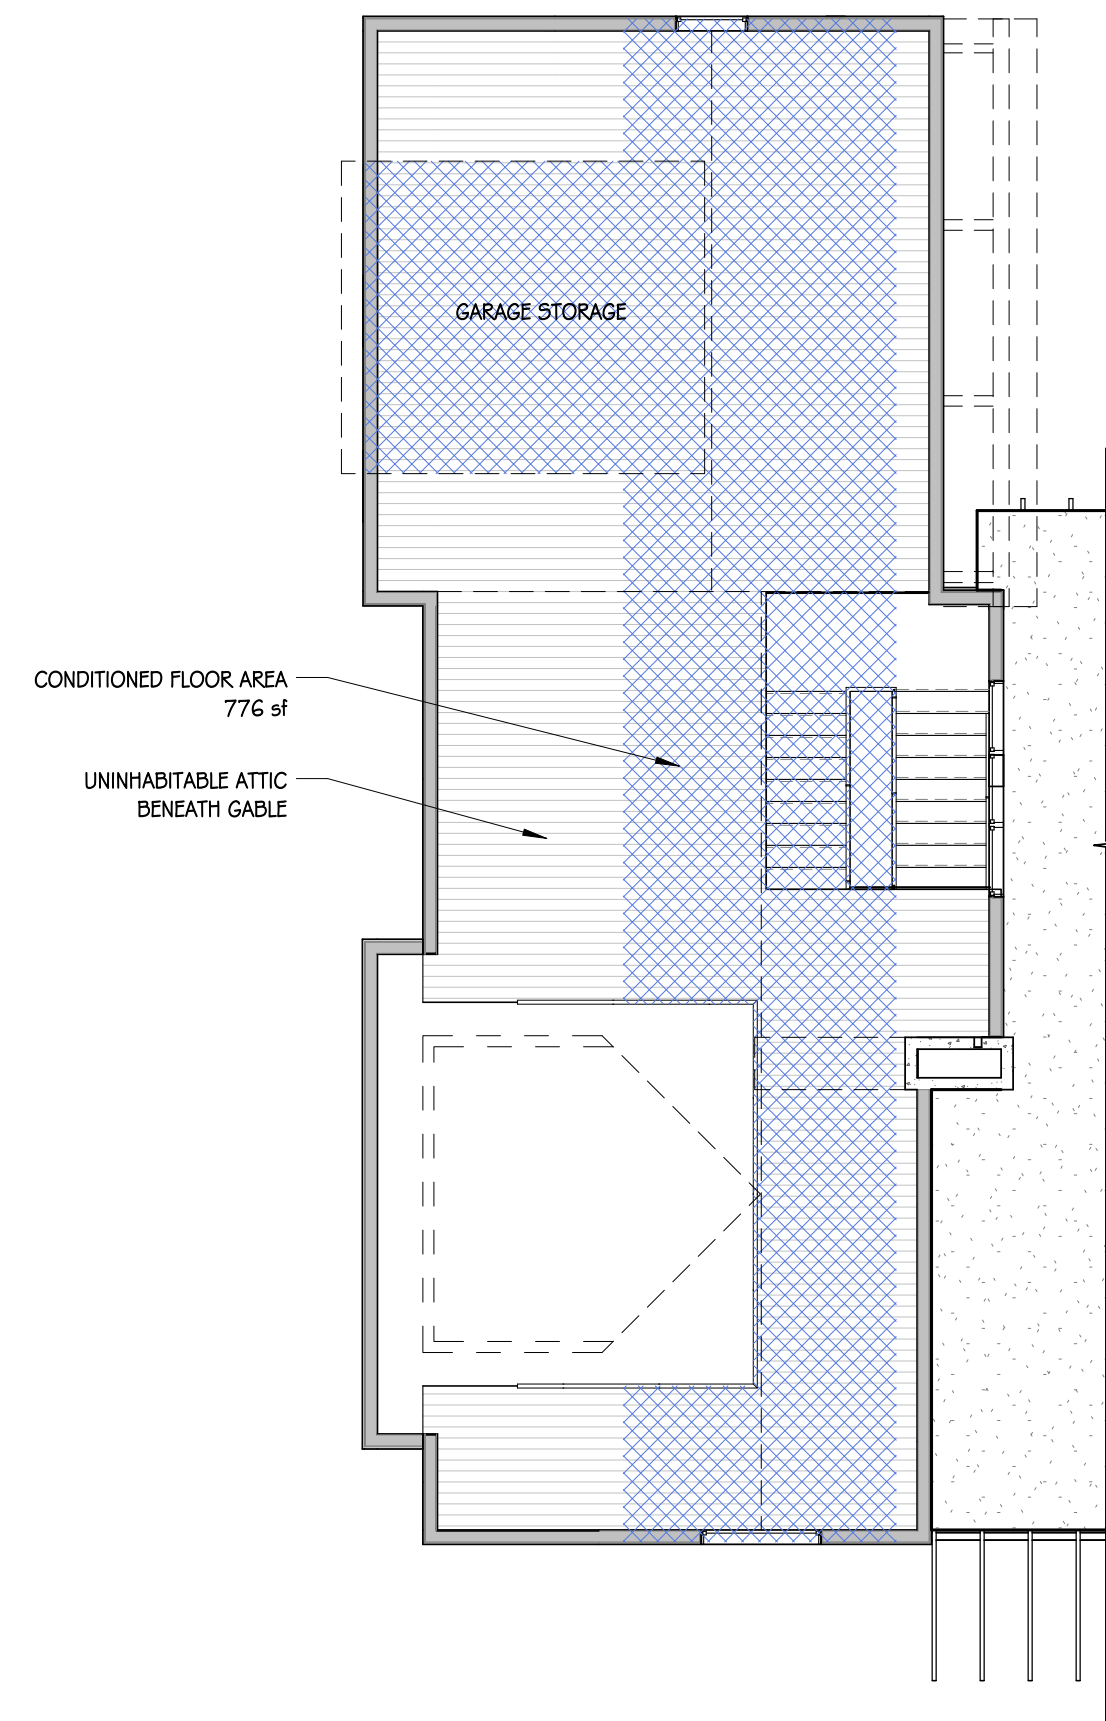 GARAGE STORAGE
CONDITIONED FLOOR AREA
776 sf
UNINHABITABLE ATTIC
BENEATH GABLE